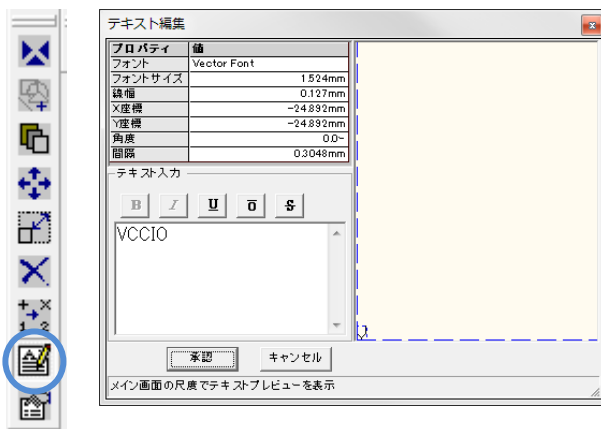 テキスト編集
プロパティ 値
フォント Vector Font
フォントサイズ 1.524mm
線幅 0.127mm
X座標 -24.892mm
Y座標 -24.892mm
角度 0.0~
間隔 0.3048mm
テキスト入力
B I U O S
VCCIO
承認 キャンセル
メイン画面の尺度でテキストプレビューを表示
1 2